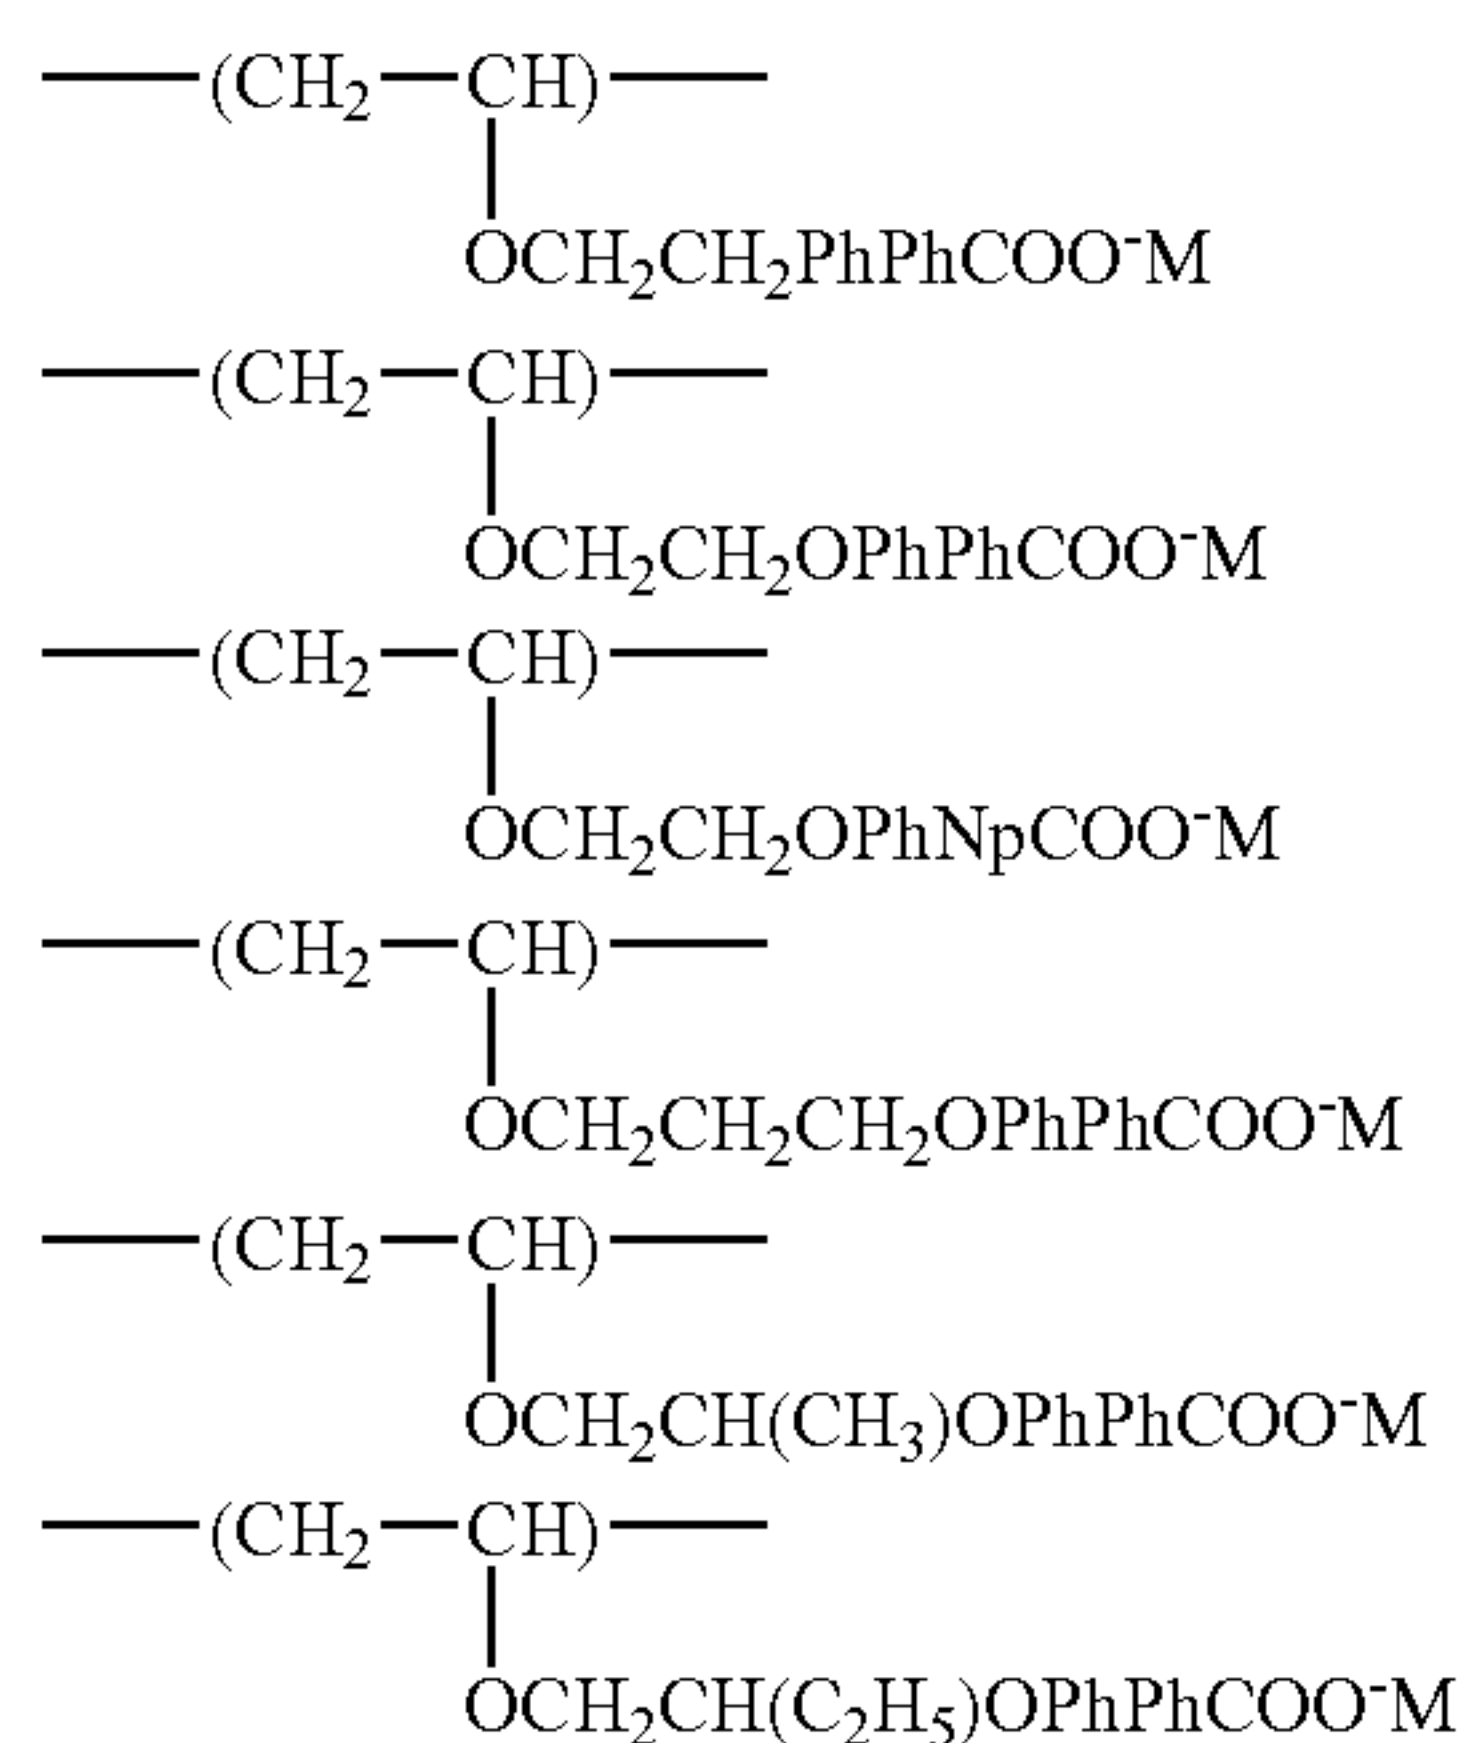 —(CH₂—CH)—
OCH₂CH₂PhPhCOO⁻M
—(CH₂—CH)—
OCH₂CH₂OPhPhCOO⁻M
—(CH₂—CH)—
OCH₂CH₂OPhNpCOO⁻M
—(CH₂—CH)—
OCH₂CH₂CH₂OPhPhCOO⁻M
—(CH₂—CH)—
OCH₂CH(CH₃)OPhPhCOO⁻M
—(CH₂—CH)—
OCH₂CH(C₂H₅)OPhPhCOO⁻M